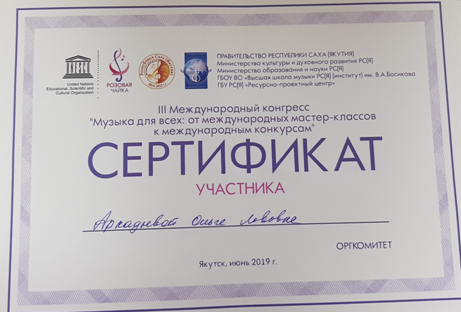 ПРАВИТЕЛЬСТВО РЕСПУБЛИКИ САХА (ЯКУТИЯ)
Министерство культуры и духовного развития РС(Я)
Министерство образования и науки РС(Я)
ГБОУ ВО «Высшая школа музыки РС(Я) (институт) им. В.А.Босикова
ГБУ РС(Я) «Ресурсно-проектный центр»
UNESCO
United Nations
Educational, Scientific and
Cultural Organization
РОЗОВАЯ
ЧАЙКА
III Международный конгресс
"Музыка для всех: от международных мастер-классов
к международным конкурсам"
СЕРТИФИКАТ
УЧАСТНИКА
Аркадьевой Ольге Львовне
ОРГКОМИТЕТ
Якутск, июнь 2019 г.